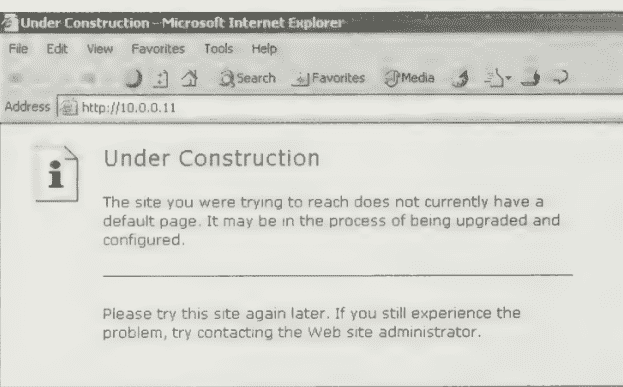 Under Construction - Microsoft Internet Explorer
File Edit View Favorites Tools Help
Search Favorites Media
Address http://10.0.0.11
Under Construction
The site you were trying to reach does not currently have a
default page. It may be in the process of being upgraded and
configured.
Please try this site again later. If you still experience the
problem, try contacting the Web site administrator.